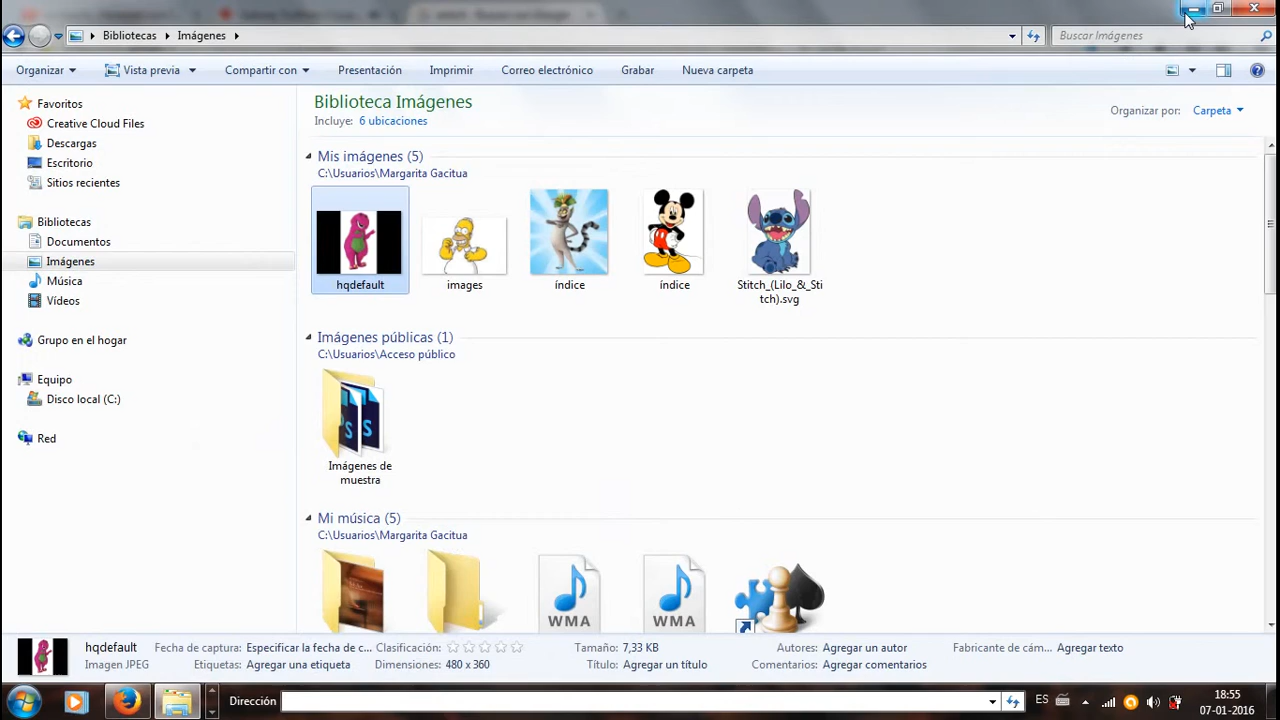 Bibliotecas Imágenes
Buscar Imágenes
Organizar Vista previa Compartir con Presentación Imprimir Correo electrónico Grabar Nueva carpeta
Favoritos
Creative Cloud Files
Descargas
Escritorio
Sitios recientes
Bibliotecas
Documentos
Imágenes
Música
Vídeos
Grupo en el hogar
Equipo
Disco local (C:)
Red
Biblioteca Imágenes
Incluye: 6 ubicaciones
Organizar por: Carpeta
Mis imágenes (5)
C:\Usuarios\Margarita Gacitua
hqdefault
images
índice
índice
Stitch_(Lilo_&_Sti
tch).svg
Imágenes públicas (1)
C:\Usuarios\Acceso público
Imágenes de
muestra
Mi música (5)
C:\Usuarios\Margarita Gacitua
WMA
WMA
hqdefault Fecha de captura: Especificar la fecha de c... Clasificación: Tamaño: 7,33 KB Autores: Agregar un autor Fabricante de cám... Agregar texto
Imagen JPEG Etiquetas: Agregar una etiqueta Dimensiones: 480 x 360 Título: Agregar un título Comentarios: Agregar comentarios
Dirección
ES
18:55
07-01-2016